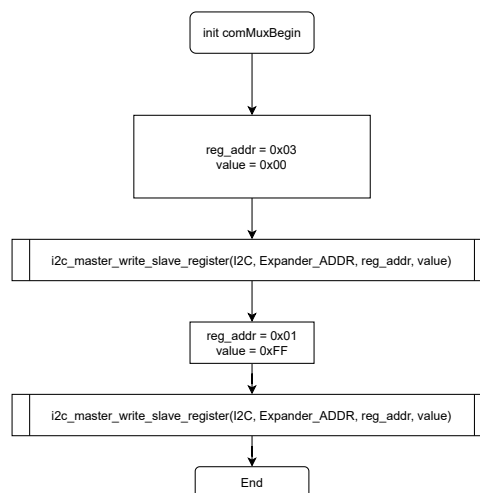 init comMuxBegin
reg_addr = 0x03
value = 0x00
i2c_master_write_slave_register(I2C, Expander_ADDR, reg_addr, value)
reg_addr = 0x01
value = 0xFF
i2c_master_write_slave_register(I2C, Expander_ADDR, reg_addr, value)
End